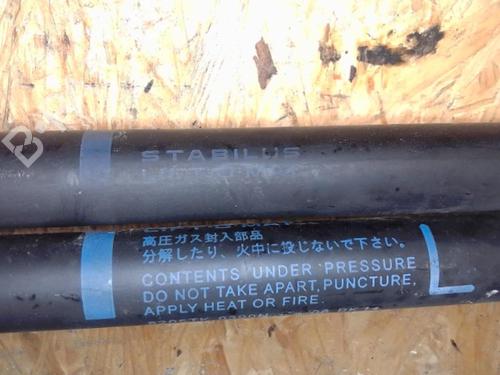 B
STABILUS
高圧ガス封入部品
分解したり、火中に投じないで下さい。
CONTENTS UNDER PRESSURE
DO NOT TAKE APART, PUNCTURE,
APPLY HEAT OR FIRE.
L